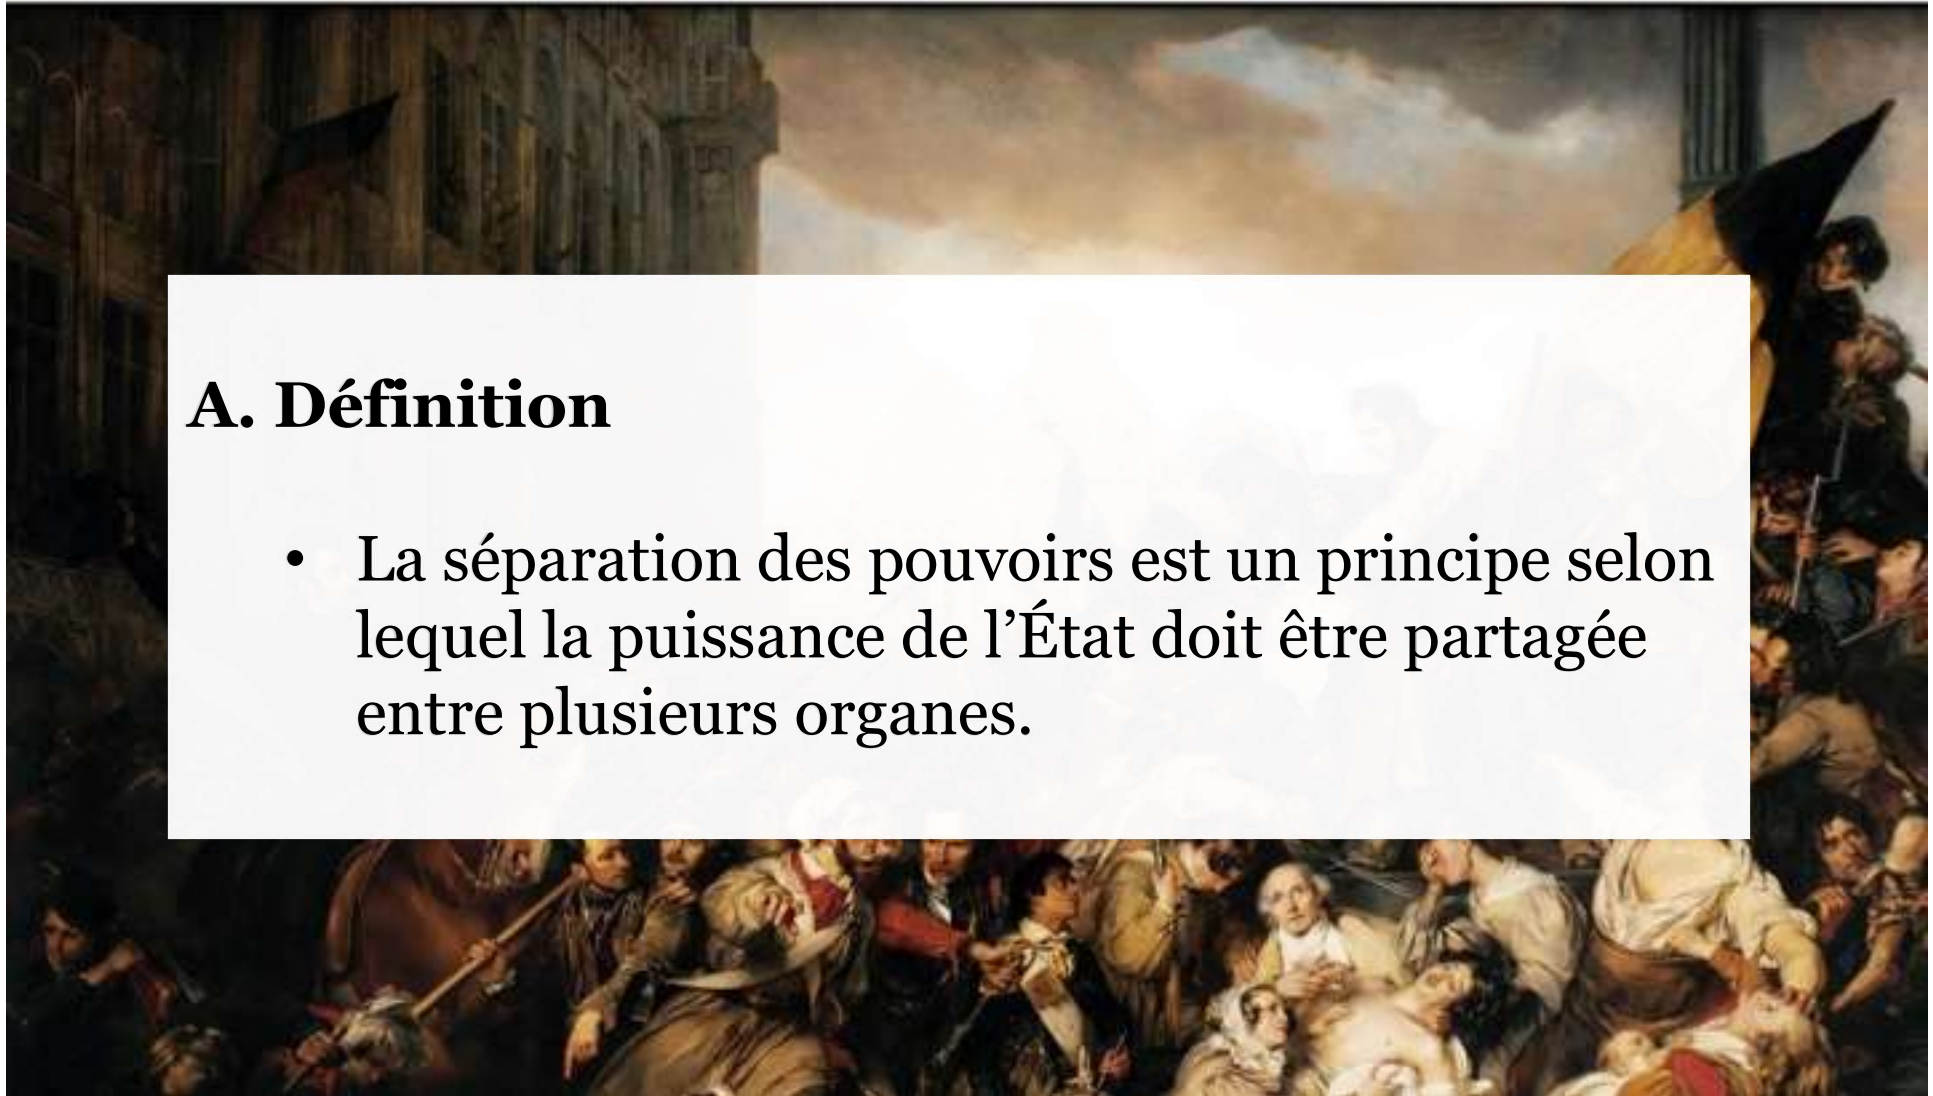 A. Définition
• La séparation des pouvoirs est un principe selon
lequel la puissance de l’État doit être partagée
entre plusieurs organes.